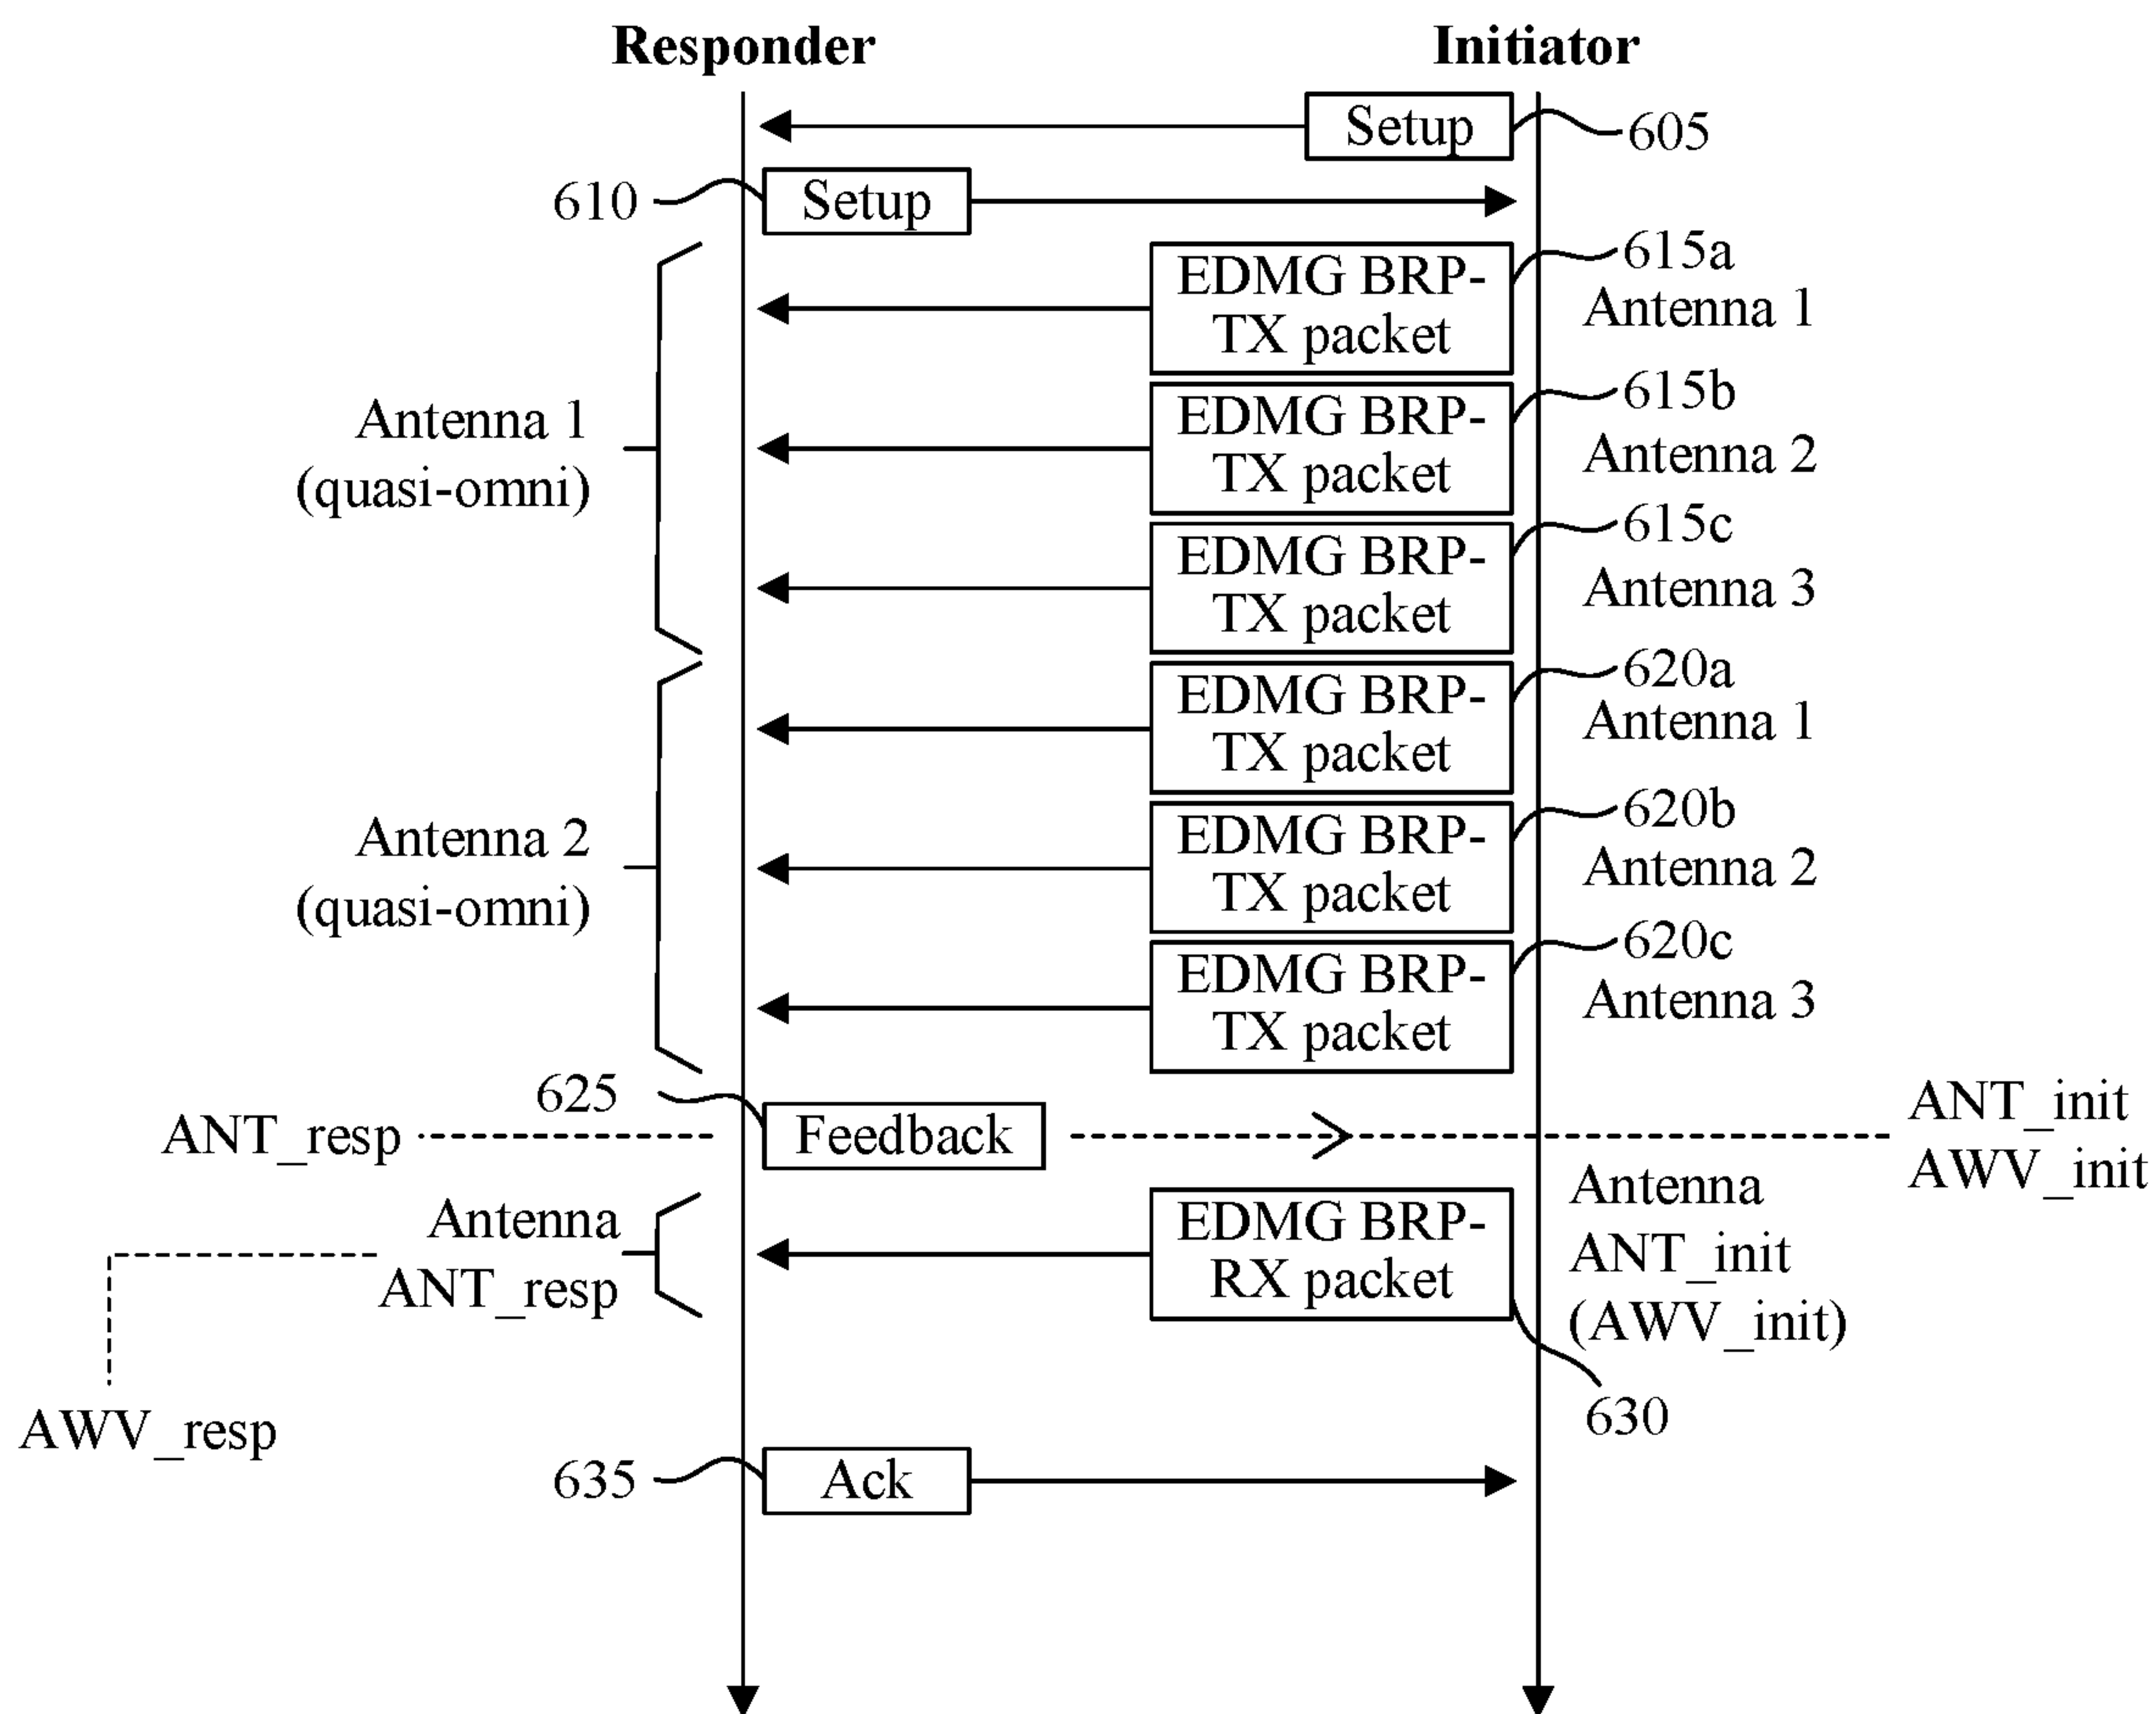 Responder
Initiator
Setup
605
610
Setup
615a
EDMG BRP-
TX packet
Antenna 1
615b
EDMG BRP-
TX packet
Antenna 2
Antenna 1
(quasi-omni)
615c
EDMG BRP-
TX packet
Antenna 3
620a
EDMG BRP-
TX packet
Antenna 1
620b
EDMG BRP-
TX packet
Antenna 2
Antenna 2
(quasi-omni)
620c
EDMG BRP-
TX packet
Antenna 3
625
ANT_resp
Feedback
ANT_init
AWV_init
Antenna
ANT_resp
EDMG BRP-
RX packet
Antenna
ANT_init
(AWV_init)
630
AWV_resp
635
Ack